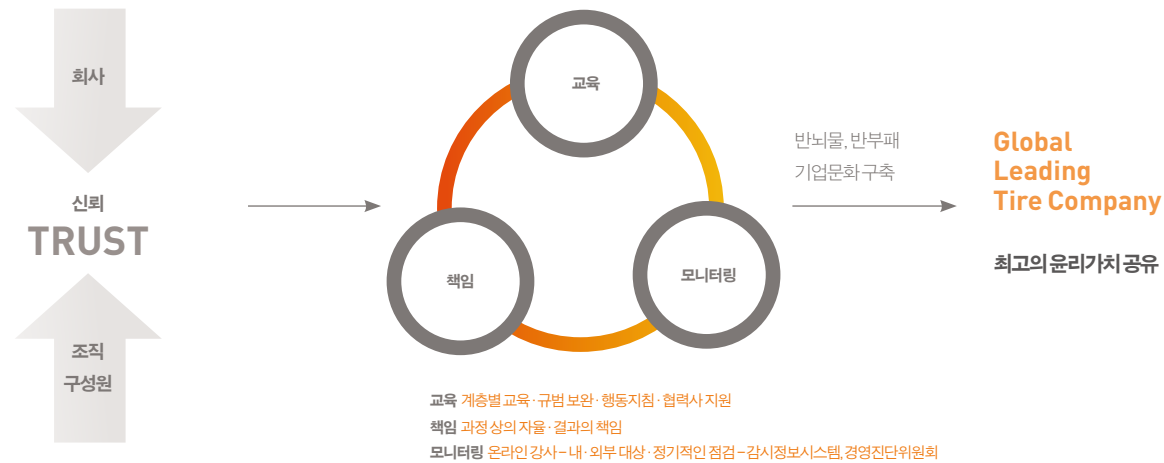 회사
신뢰
TRUST
조직
구성원
교육
책임
모니터링
반뇌물, 반부패
기업문화 구축
Global
Leading
Tire Company
최고의 윤리가치 공유
교육 계층별 교육 · 규범 보완 · 행동지침 · 협력사 지원
책임 과정 상의 자율 · 결과의 책임
모니터링 온라인 강사 – 내 · 외부 대상 · 정기적인 점검 – 감시정보시스템, 경영진단위원회